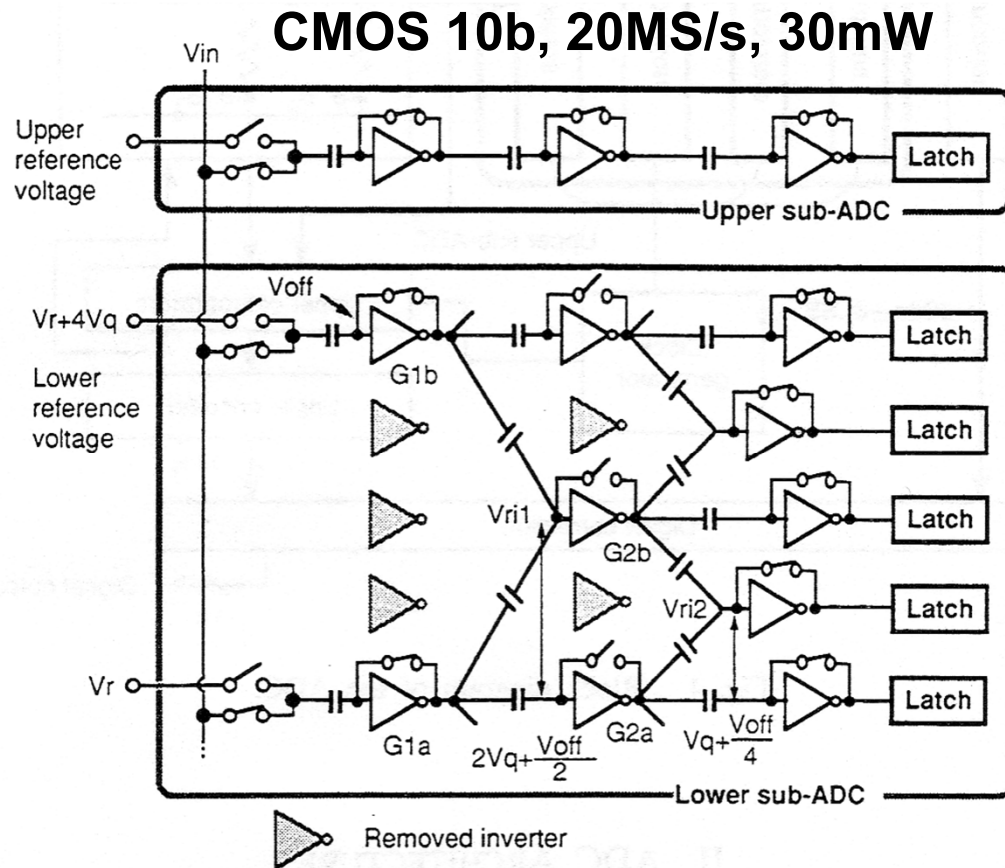 CMOS 10b, 20MS/s, 30mW
Vin
Upper
reference
voltage
Latch
Upper sub-ADC
Voff
Vr+4Vq
Latch
G1b
Lower
reference
voltage
Latch
Vri1
Latch
G2b
Vri2
Latch
Vr
Latch
G1a
G2a
2Vq+Voff/2
Vq+Voff/4
Lower sub-ADC
Removed inverter